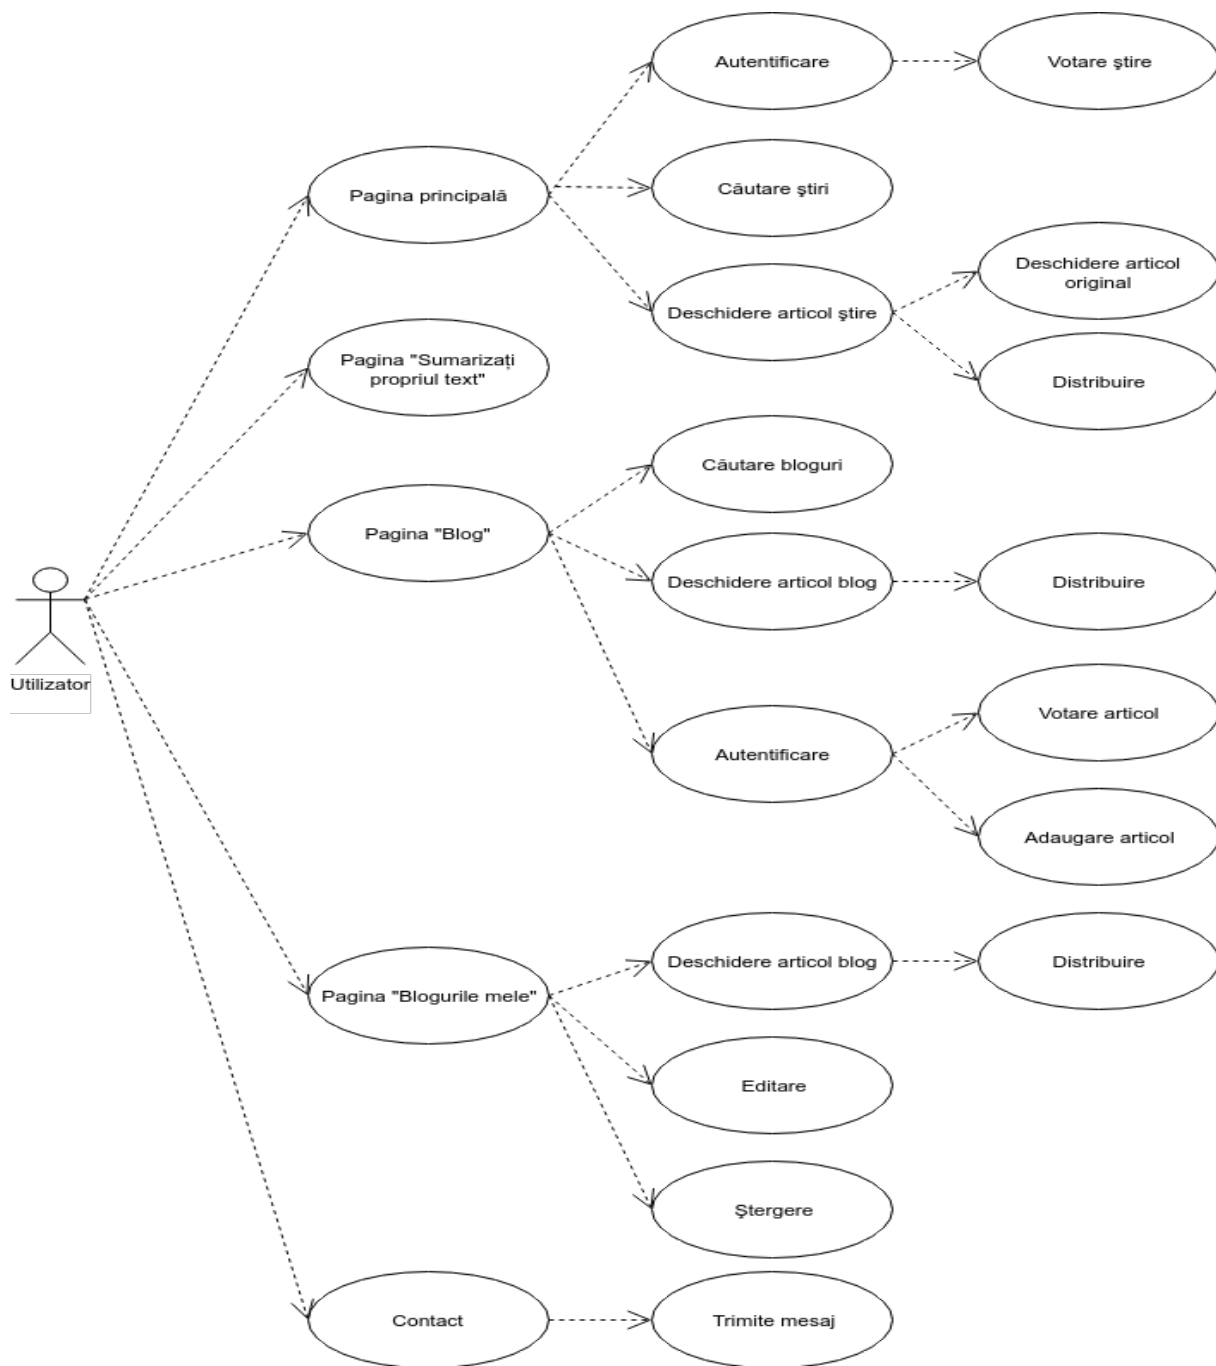 Autentificare
Votare ştire
Pagina principală
Căutare ştiri
Deschidere articol
original
Deschidere articol ştire
Distribuire
Pagina "Sumarizați
propriul text"
Căutare bloguri
Pagina "Blog"
Deschidere articol blog
Distribuire
Utilizator
Votare articol
Autentificare
Adaugare articol
Deschidere articol blog
Distribuire
Pagina "Blogurile mele"
Editare
Ştergere
Contact
Trimite mesaj